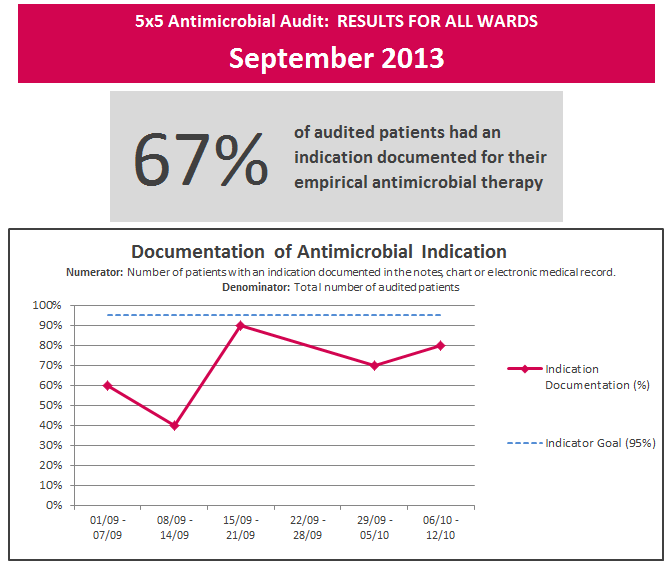 5x5 Antimicrobial Audit: RESULTS FOR ALL WARDS
September 2013
67%
of audited patients had an
indication documented for their
empirical antimicrobial therapy
Documentation of Antimicrobial Indication
Numerator: Number of patients with an indication documented in the notes, chart or electronic medical record.
Denominator: Total number of audited patients
100%
90%
80%
70%
60%
50%
40%
30%
20%
10%
0%
01/09 - 07/09
08/09 - 14/09
15/09 - 21/09
22/09 - 28/09
29/09 - 05/10
06/10 - 12/10
Indication
Documentation (%)
Indicator Goal (95%)